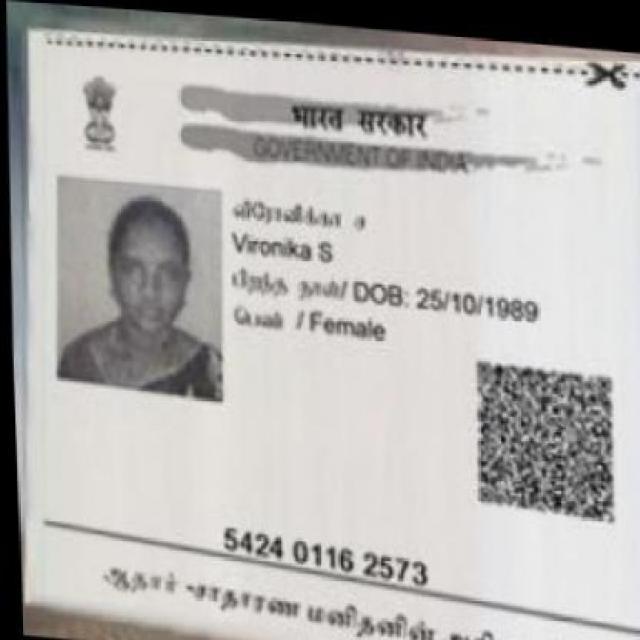 भारत सरकार
GOVERNMENT OF INDIA
Vironika S
பிறந்த நாள்/ DOB: 25/10/1989
பெண் / Female
5424 0116 2573
ஆதார் - சாதாரண மனிதனின்